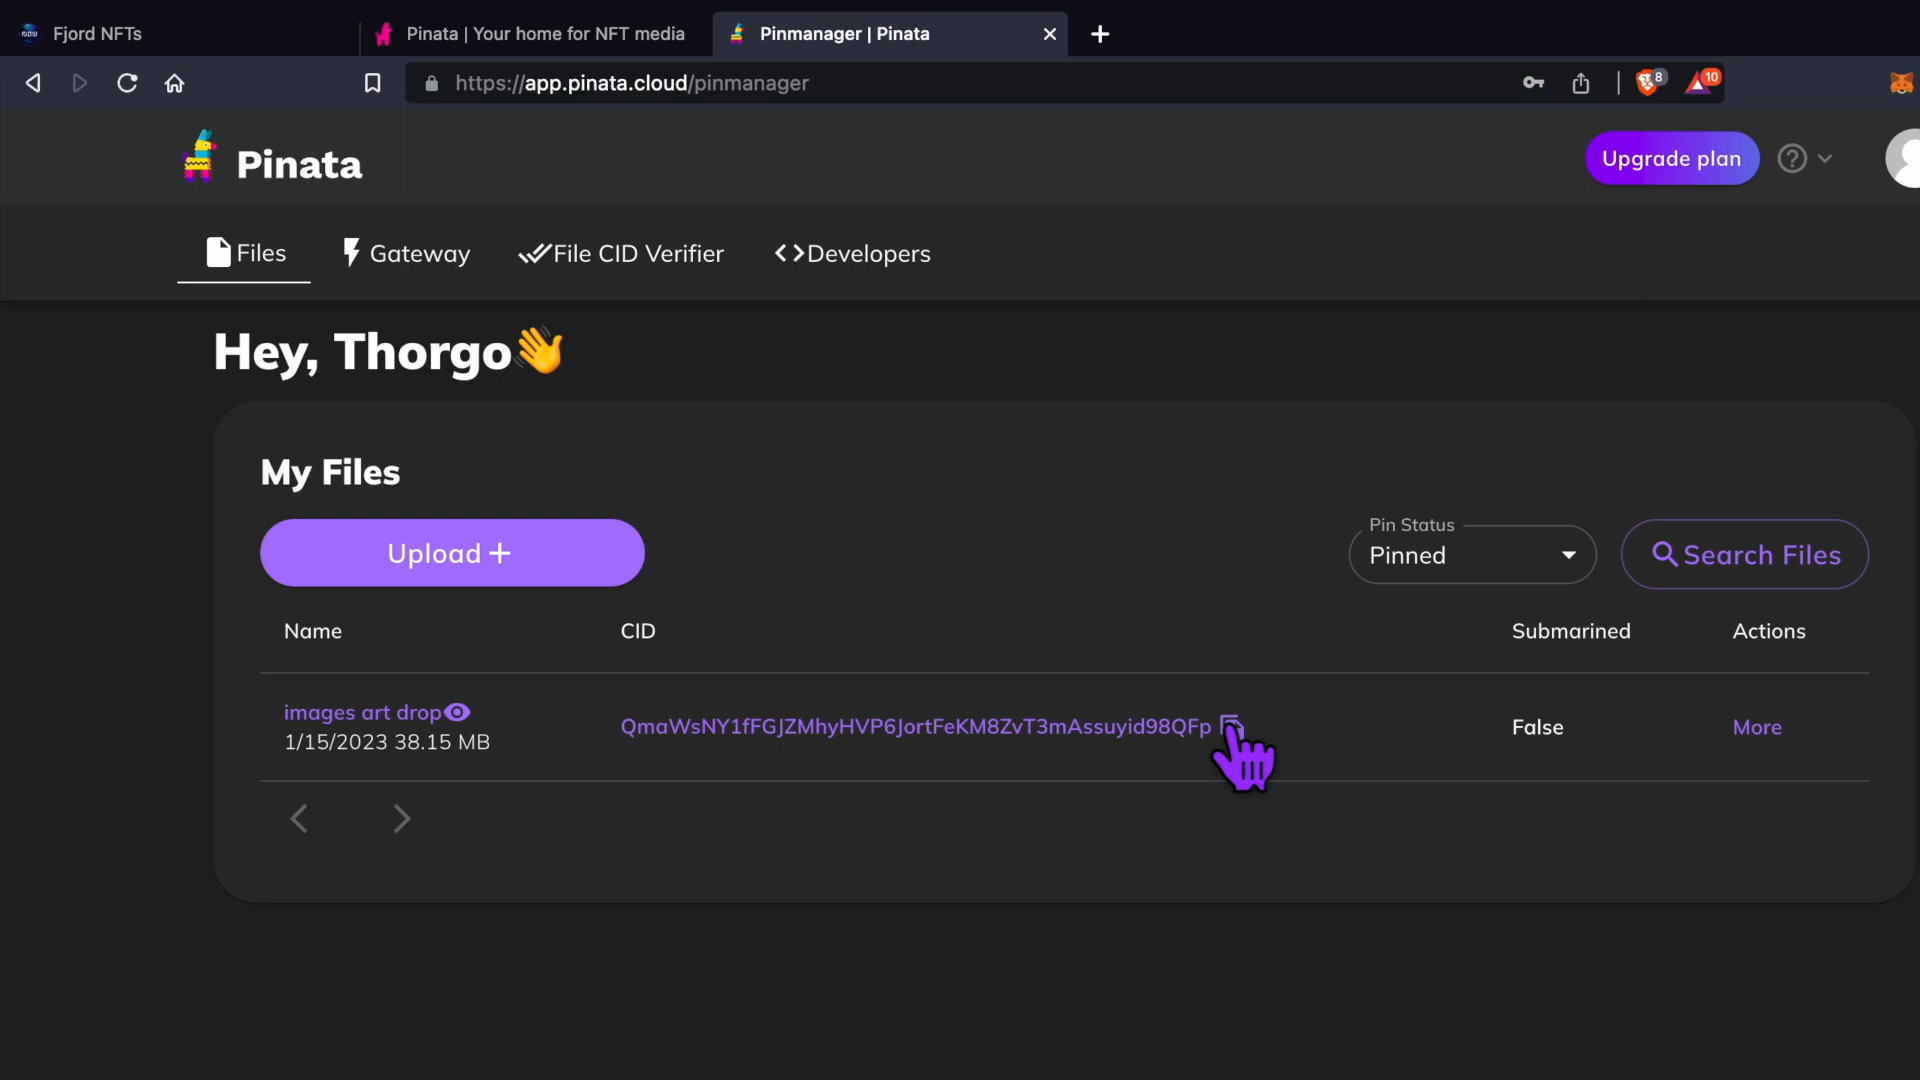 Fjord NFTs
Pinata | Your home for NFT media
Pinmanager | Pinata
https://app.pinata.cloud/pinmanager
8
10
Pinata
Upgrade plan
Files
Gateway
File CID Verifier
Developers
Hey, Thorgo👋
My Files
Upload +
Pin Status
Pinned
Search Files
Name
CID
Submarined
Actions
images art drop
1/15/2023 38.15 MB
QmaWsNY1fFGJZMhyHVP6JortFeKM8ZvT3mAssuyid98QFp
False
More